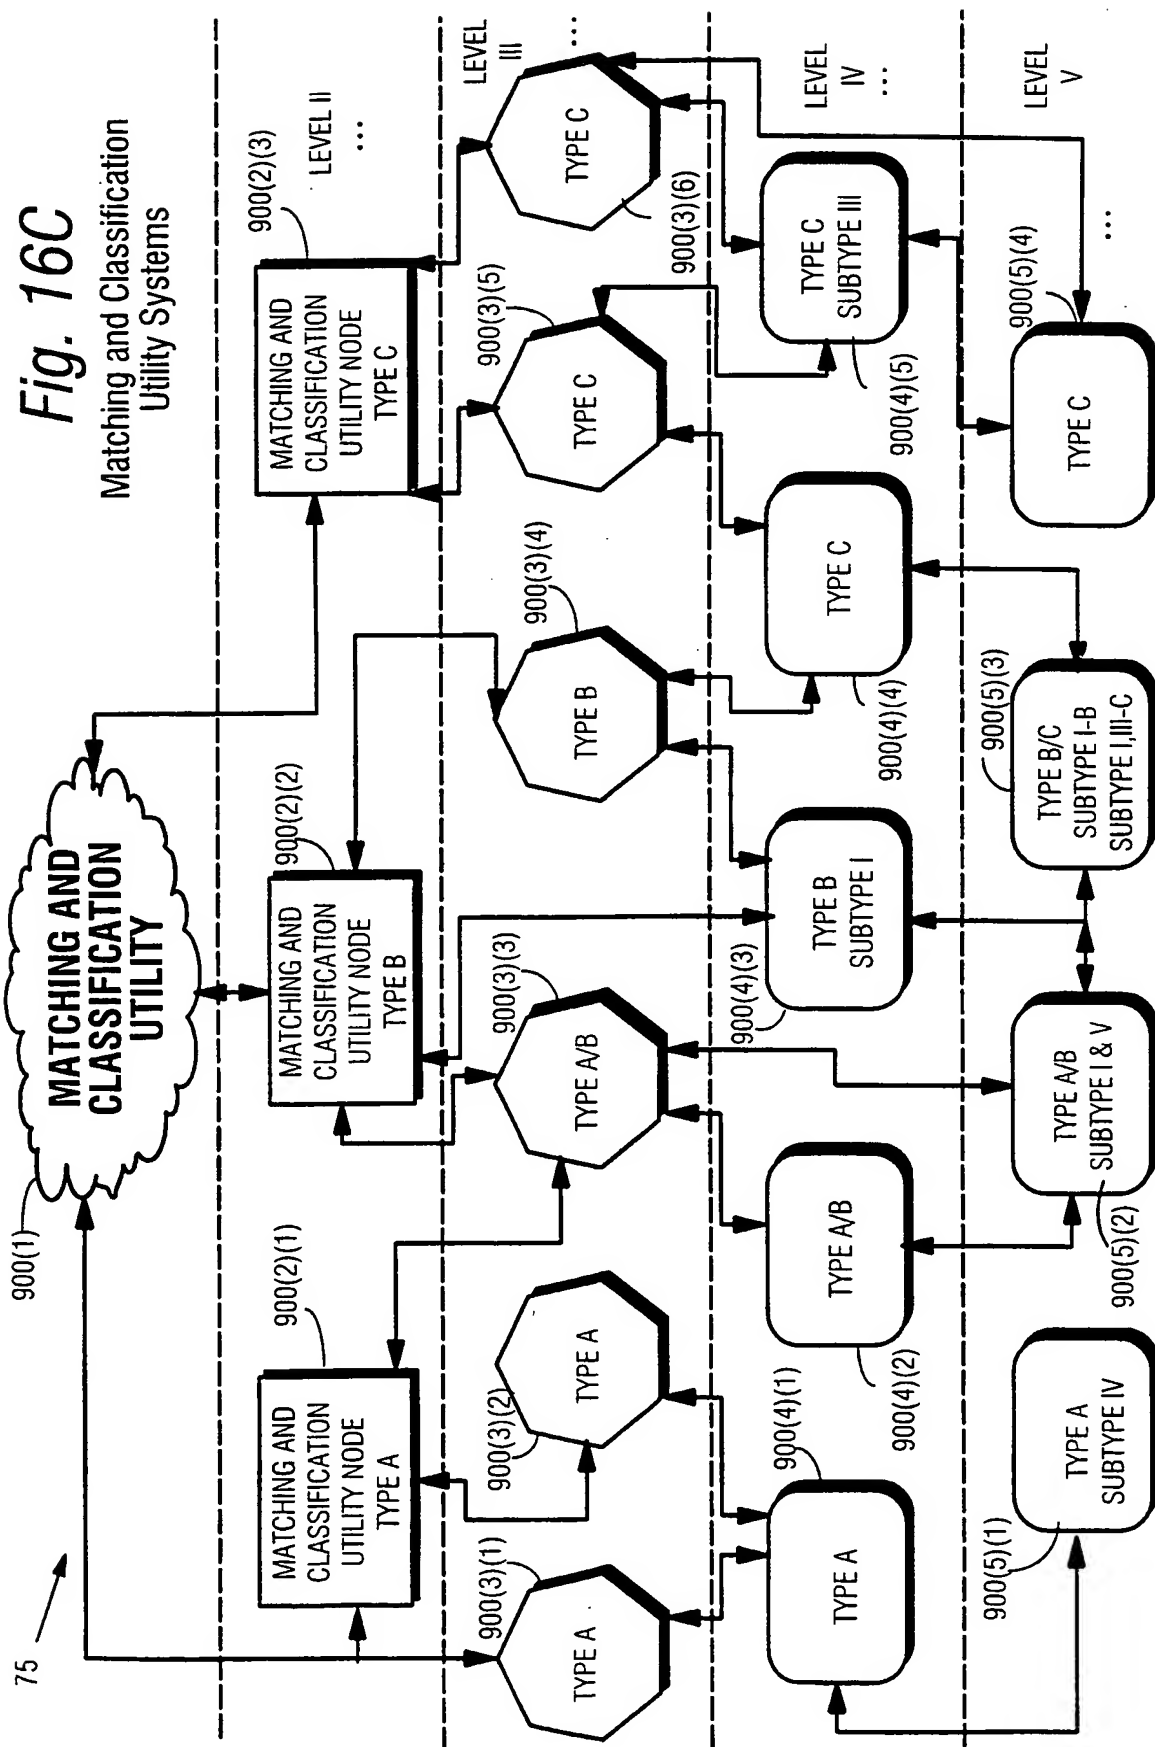 Fig. 16C
Matching and Classification
Utility Systems
75
900(1)
MATCHING AND
CLASSIFICATION
UTILITY
900(2)(1)
MATCHING AND
CLASSIFICATION
UTILITY NODE
TYPE A
900(2)(2)
MATCHING AND
CLASSIFICATION
UTILITY NODE
TYPE B
900(2)(3)
MATCHING AND
CLASSIFICATION
UTILITY NODE
TYPE C
LEVEL II
...
900(3)(1)
TYPE A
900(3)(2)
TYPE A
900(3)(3)
TYPE A/B
900(3)(4)
TYPE B
900(3)(5)
TYPE C
900(3)(6)
TYPE C
LEVEL
III
...
900(4)(1)
TYPE A
900(4)(2)
TYPE A/B
900(4)(3)
TYPE B
SUBTYPE I
900(4)(4)
TYPE C
900(4)(5)
TYPE C
SUBTYPE III
LEVEL
IV
...
900(5)(1)
TYPE A
SUBTYPE IV
900(5)(2)
TYPE A/B
SUBTYPE I & V
900(5)(3)
TYPE B/C
SUBTYPE I-B
SUBTYPE I,III-C
900(5)(4)
TYPE C
LEVEL
V
...